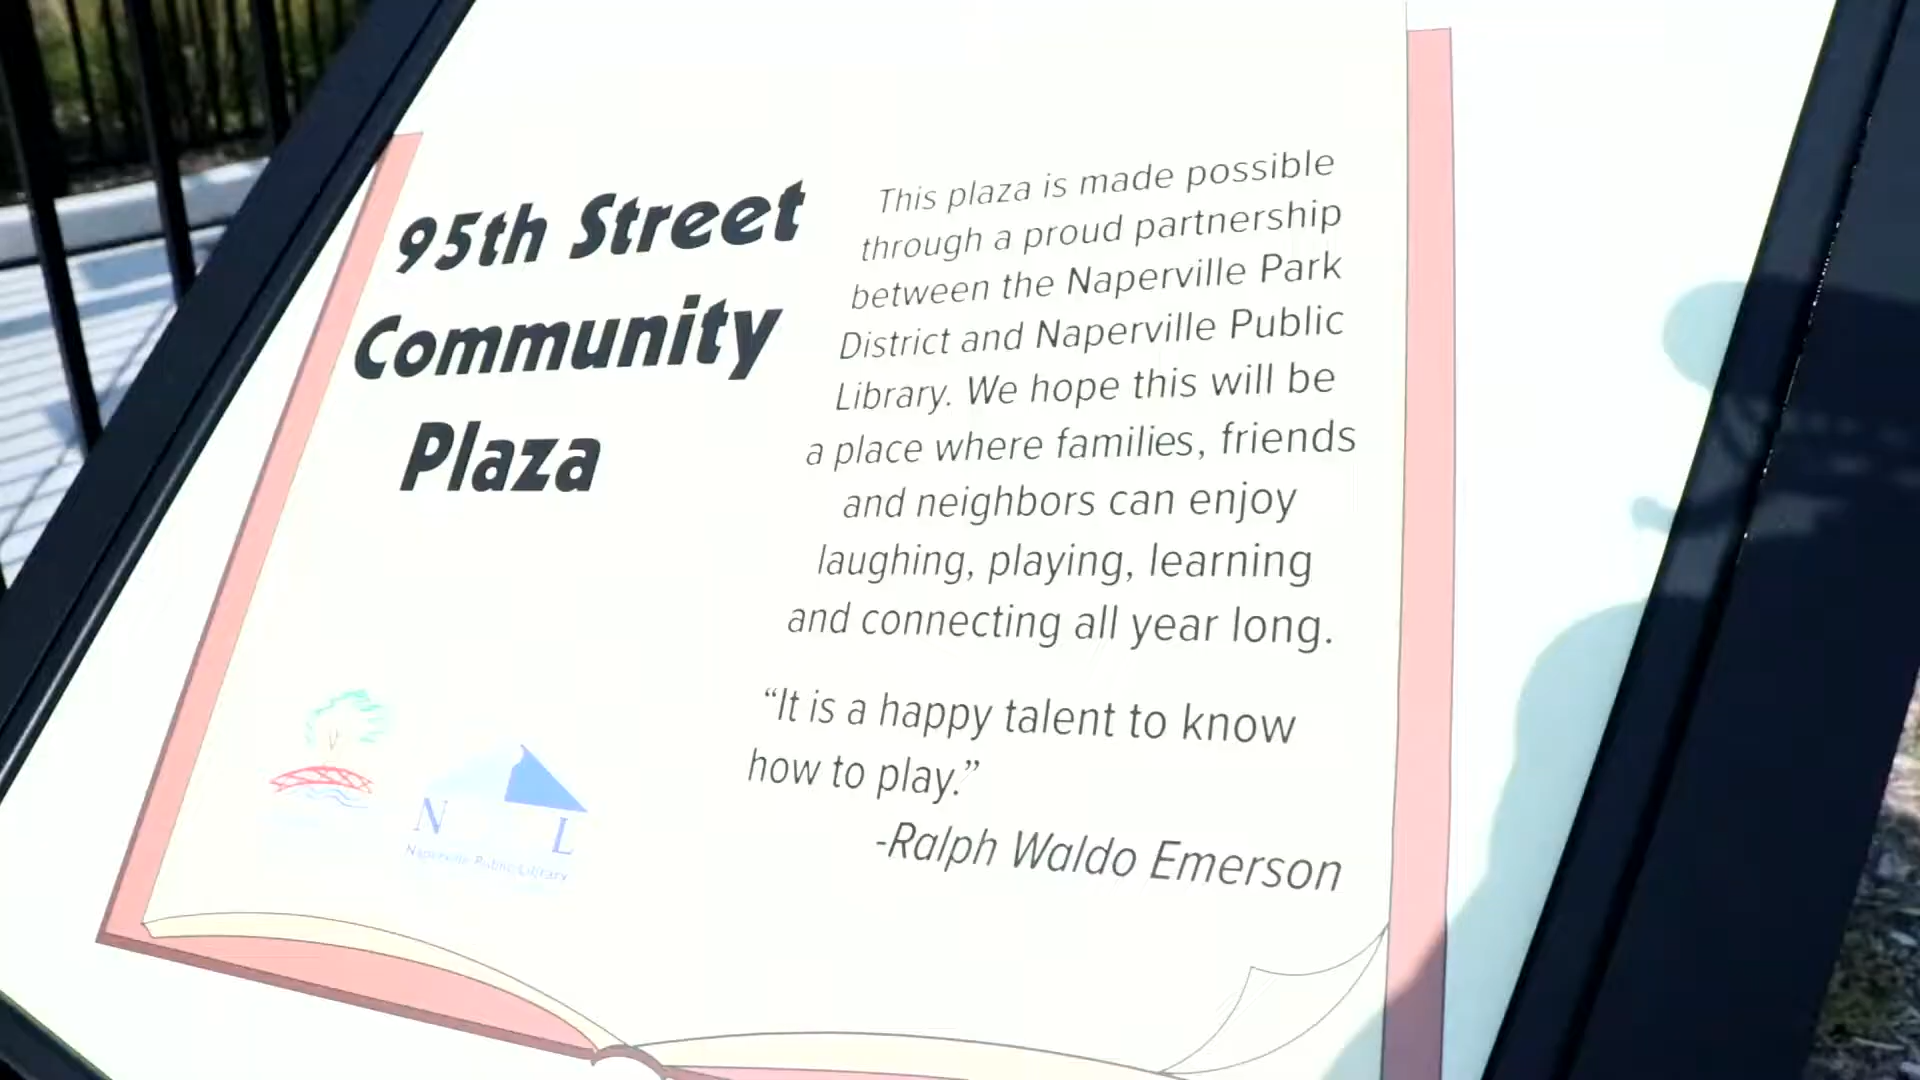 95th Street
Community
Plaza
This plaza is made possible
through a proud partnership
between the Naperville Park
District and Naperville Public
Library. We hope this will be
a place where families, friends
and neighbors can enjoy
laughing, playing, learning
and connecting all year long.
“It is a happy talent to know
how to play.”
-Ralph Waldo Emerson
N L
Naperville Public Library